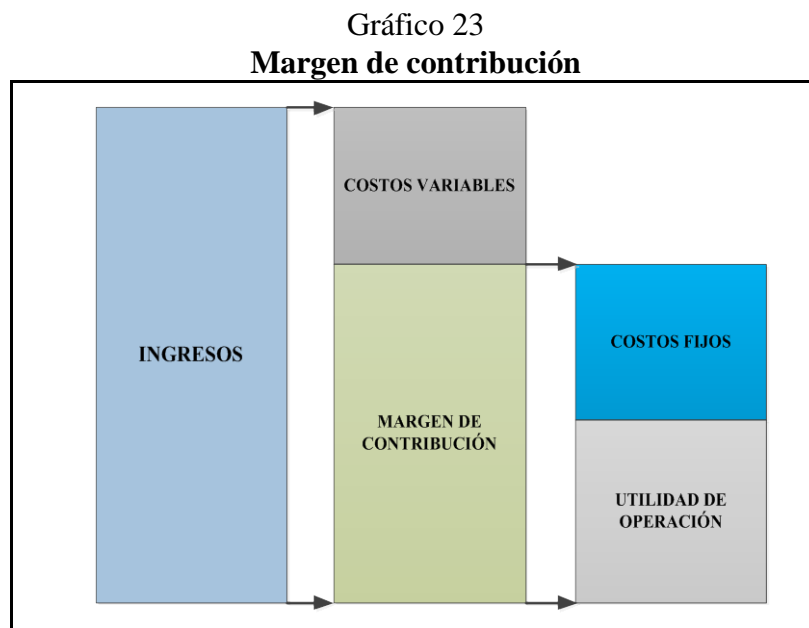 Gráfico 23
Margen de contribución
COSTOS VARIABLES
INGRESOS
MARGEN DE
CONTRIBUCIÓN
COSTOS FIJOS
UTILIDAD DE
OPERACIÓN